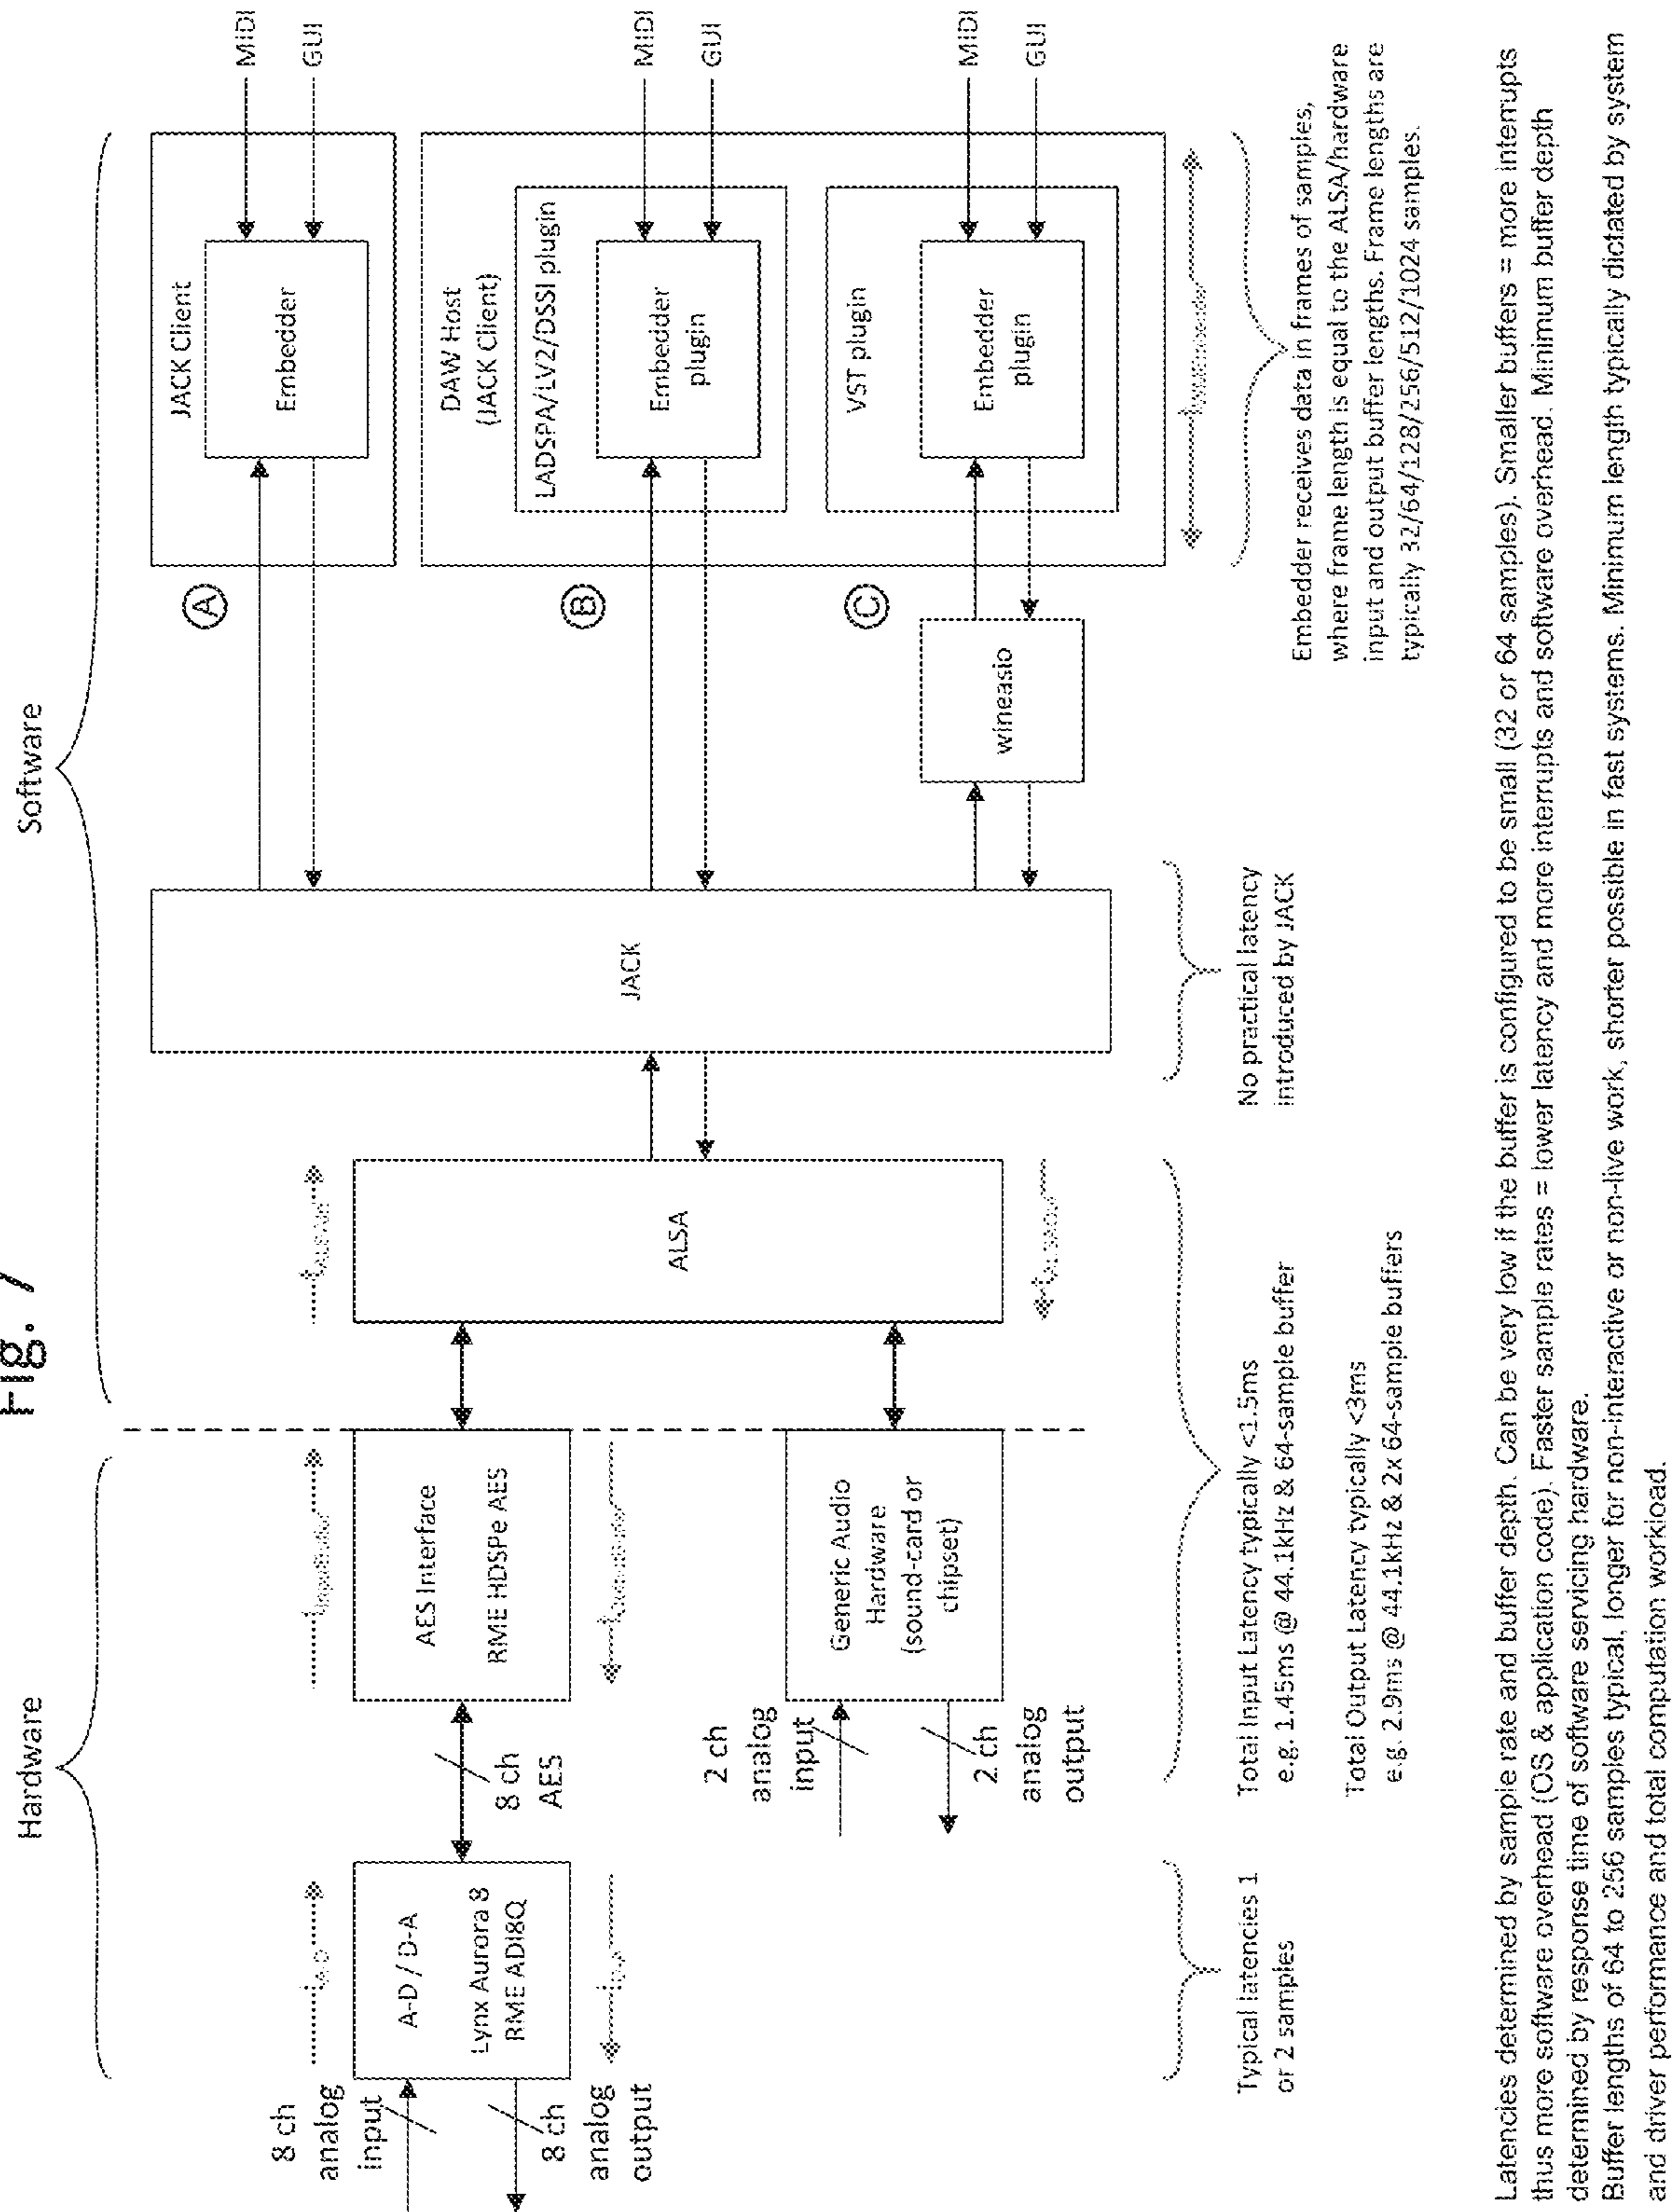 Fig. 7
Hardware
Software
8 ch
analog
input
8 ch
analog
output
A-D / D-A
Lynx Aurora 8
RME ADI8Q
8 ch
AES
AES Interface
RME HDSPe AES
2 ch
analog
input
2 ch
analog
output
Generic Audio
Hardware
(sound-card or
chipset)
ALSA
JACK
A
JACK Client
Embedder
MIDI
GUI
B
DAW Host
(JACK Client)
LADSPA/LV2/DSSI plugin
Embedder
plugin
MIDI
GUI
C
wineasio
VST plugin
Embedder
plugin
MIDI
GUI
Typical latencies 1
or 2 samples
Total Input Latency typically <1.5ms
e.g. 1.45ms @ 44.1kHz & 64-sample buffer
Total Output Latency typically <3ms
e.g. 2.9ms @ 44.1kHz & 2x 64-sample buffers
No practical latency
introduced by JACK
Embedder receives data in frames of samples,
where frame length is equal to the ALSA/hardware
input and output buffer lengths. Frame lengths are
typically 32/64/128/256/512/1024 samples.
Latencies determined by sample rate and buffer depth. Can be very low if the buffer is configured to be small (32 or 64 samples). Smaller buffers = more interrupts
thus more software overhead (OS & application code). Faster sample rates = lower latency and more interrupts and software overhead. Minimum buffer depth
determined by response time of software servicing hardware.
Buffer lengths of 64 to 256 samples typical, longer for non-interactive or non-live work, shorter possible in fast systems. Minimum length typically dictated by system
and driver performance and total computation workload.